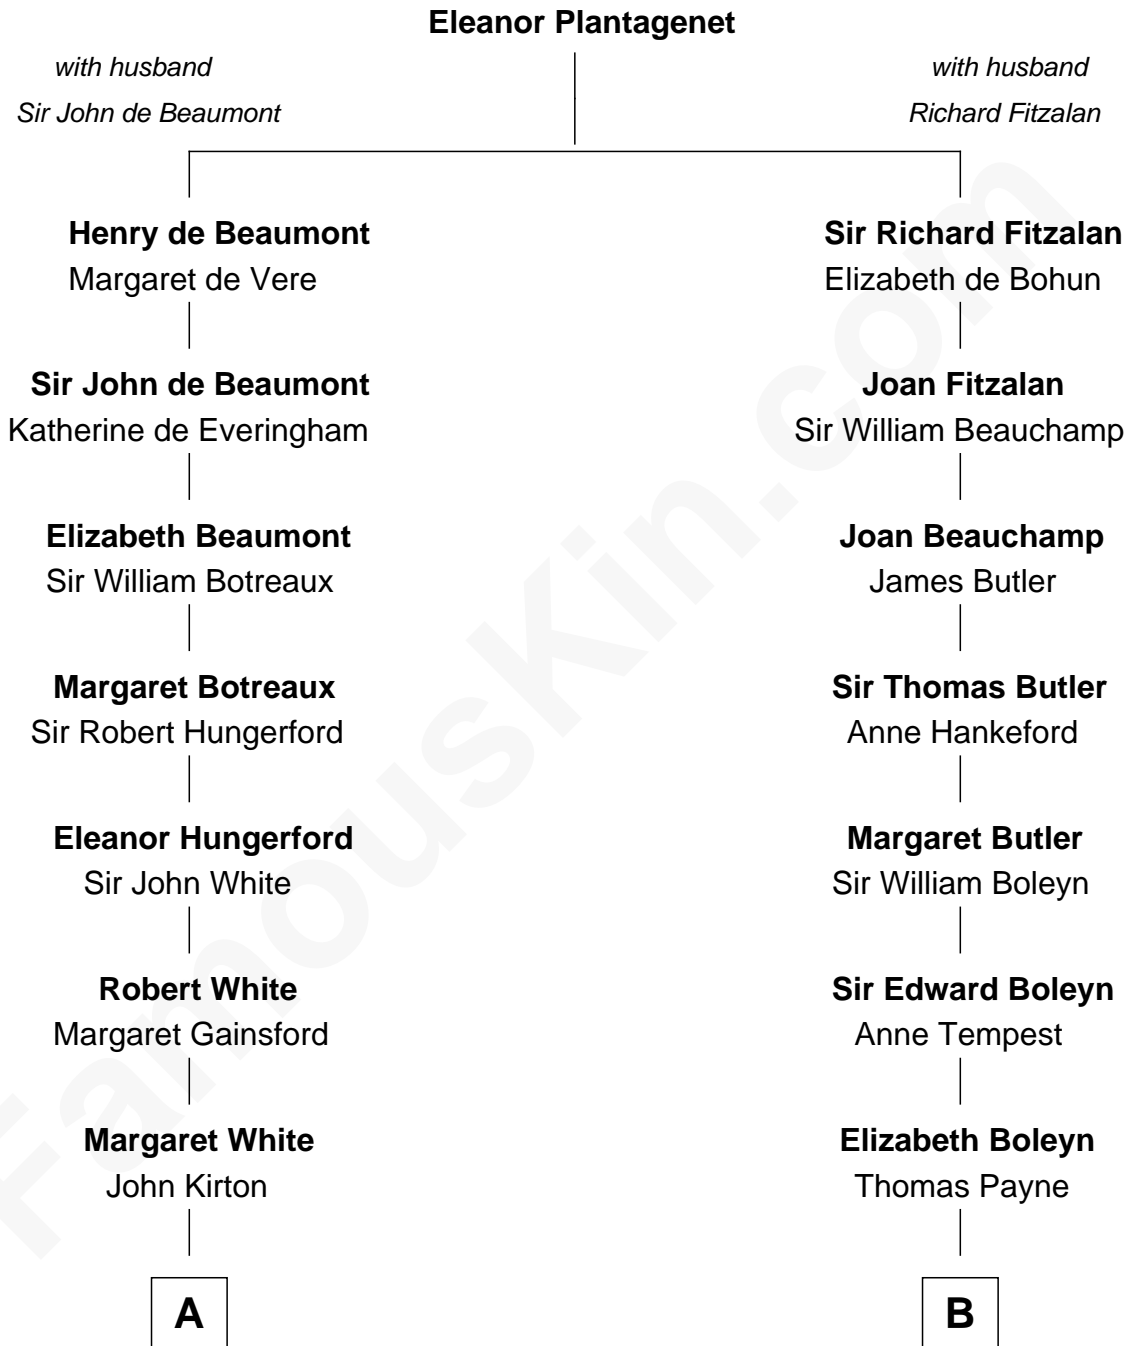 Eleanor Plantagenet
with husband
Sir John de Beaumont
with husband
Richard Fitzalan
Henry de Beaumont
Margaret de Vere
Sir Richard Fitzalan
Elizabeth de Bohun
Sir John de Beaumont
Katherine de Everingham
Joan Fitzalan
Sir William Beauchamp
Elizabeth Beaumont
Sir William Botreaux
Joan Beauchamp
James Butler
Margaret Botreaux
Sir Robert Hungerford
Sir Thomas Butler
Anne Hankeford
Eleanor Hungerford
Sir John White
Margaret Butler
Sir William Boleyn
Robert White
Margaret Gainsford
Sir Edward Boleyn
Anne Tempest
Margaret White
John Kirton
Elizabeth Boleyn
Thomas Payne
A
B
FamousKin.com